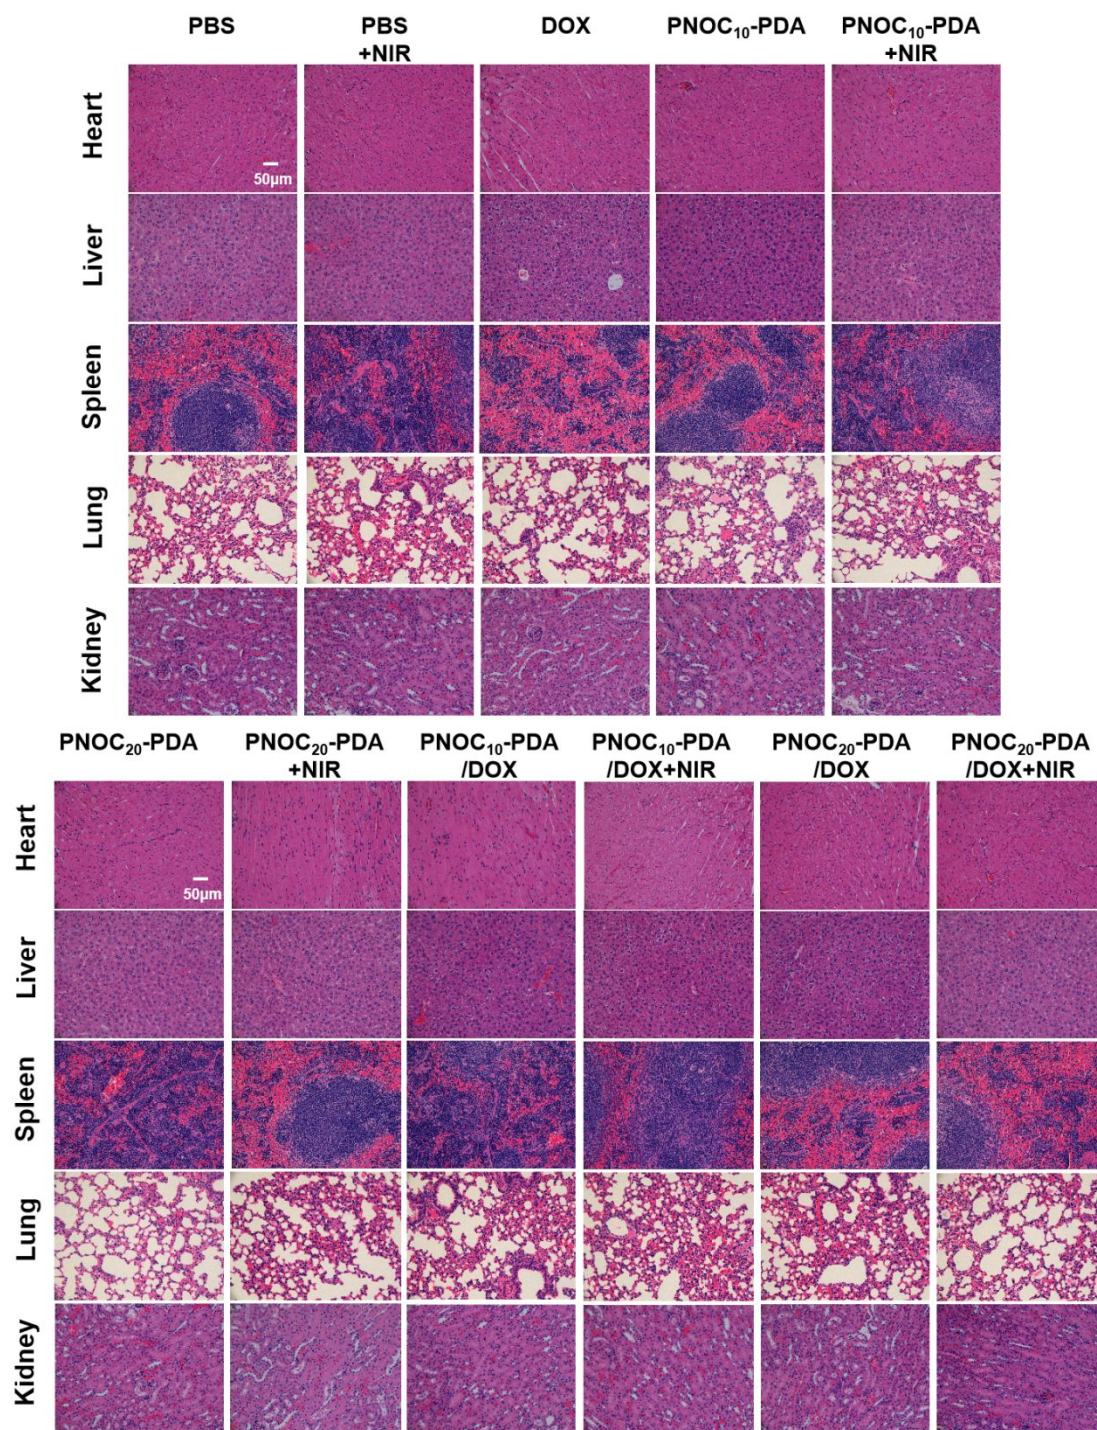 PBS
PBS
+NIR
DOX
PNOC₁₀-PDA
PNOC₁₀-PDA
+NIR
Heart
50μm
Liver
Spleen
Lung
Kidney
PNOC₂₀-PDA
PNOC₂₀-PDA
+NIR
PNOC₁₀-PDA
/DOX
PNOC₁₀-PDA
/DOX+NIR
PNOC₂₀-PDA
/DOX
PNOC₂₀-PDA
/DOX+NIR
Heart
50μm
Liver
Spleen
Lung
Kidney